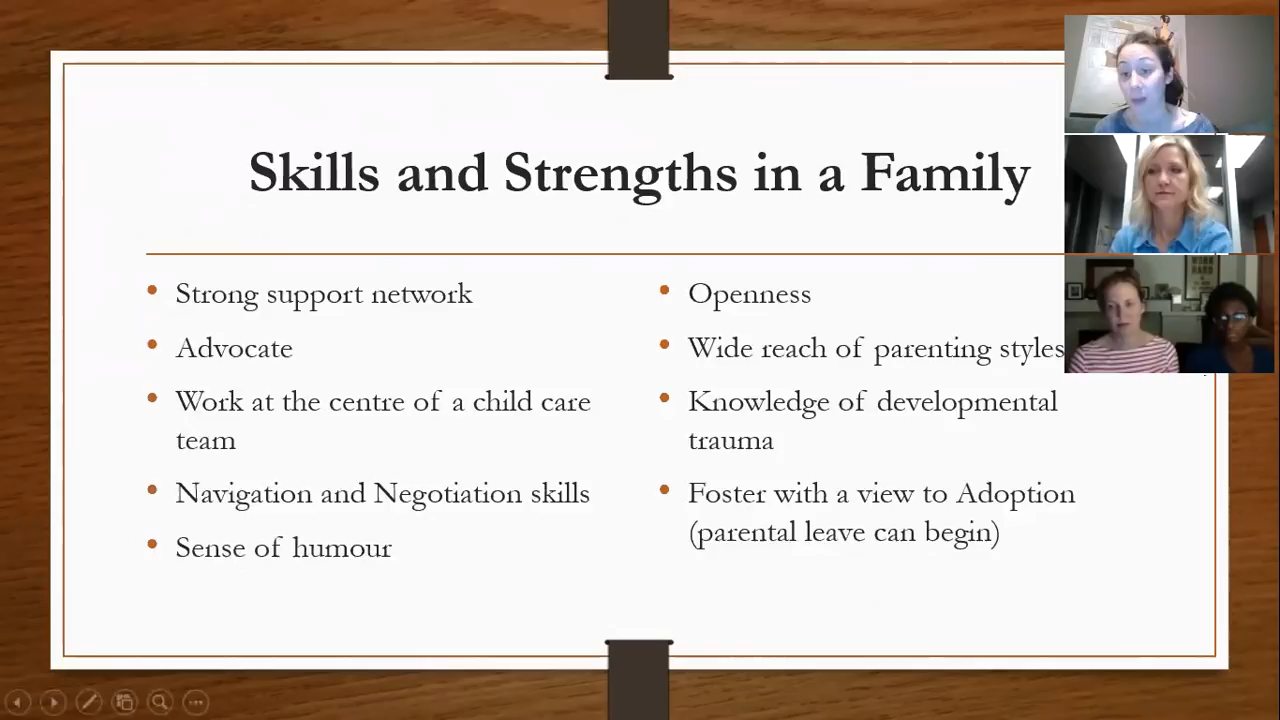 Skills and Strengths in a Family
Strong support network
Advocate
Work at the centre of a child care
team
Navigation and Negotiation skills
Sense of humour
Openness
Wide reach of parenting styles
Knowledge of developmental
trauma
Foster with a view to Adoption
(parental leave can begin)
WORK
HARD